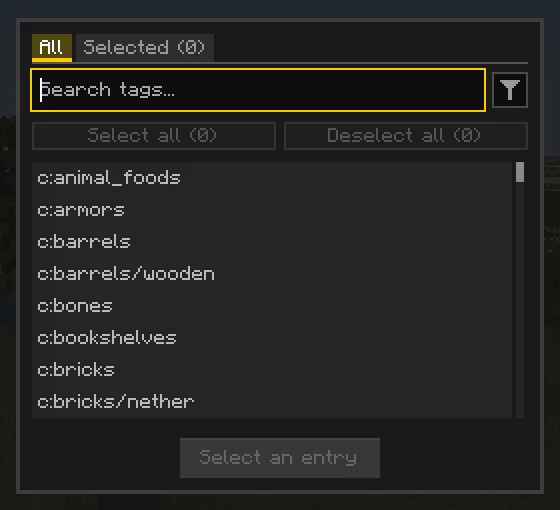 All Selected (0)
Search tags...
Select all (0) Deselect all (0)
c:animal_foods
c:armors
c:barrels
c:barrels/wooden
c:bones
c:bookshelves
c:bricks
c:bricks/nether
Select an entry